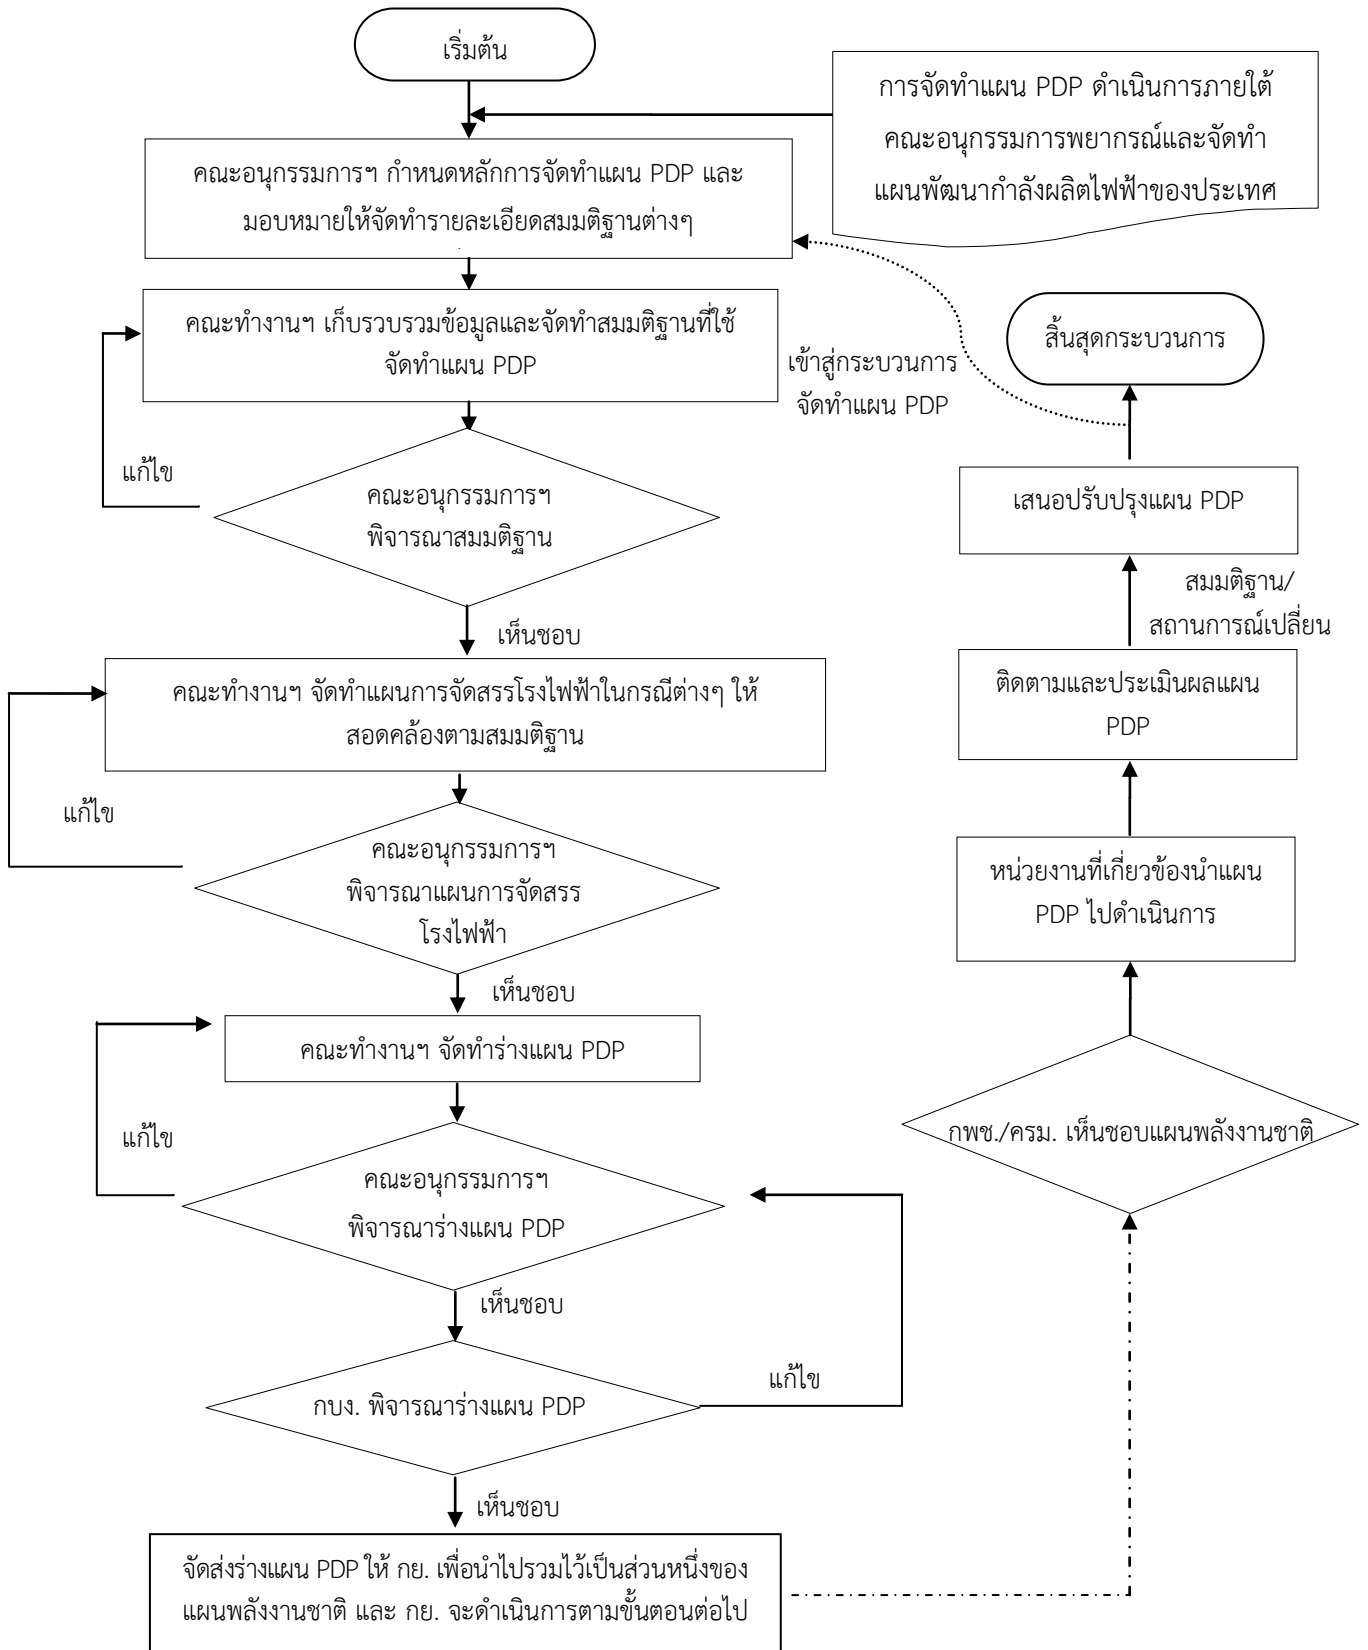 เริ่มต้น
การจัดทำแผน PDP ดำเนินการภายใต้
คณะอนุกรรมการพยากรณ์และจัดทำ
แผนพัฒนากำลังผลิตไฟฟ้าของประเทศ
คณะอนุกรรมการฯ กำหนดหลักการจัดทำแผน PDP และ
มอบหมายให้จัดทำรายละเอียดสมมติฐานต่างๆ
คณะทำงานฯ เก็บรวบรวมข้อมูลและจัดทำสมมติฐานที่ใช้
จัดทำแผน PDP
แก้ไข
คณะอนุกรรมการฯ
พิจารณาสมมติฐาน
เห็นชอบ
คณะทำงานฯ จัดทำแผนการจัดสรรโรงไฟฟ้าในกรณีต่างๆ ให้
สอดคล้องตามสมมติฐาน
แก้ไข
คณะอนุกรรมการฯ
พิจารณาแผนการจัดสรร
โรงไฟฟ้า
เห็นชอบ
คณะทำงานฯ จัดทำร่างแผน PDP
แก้ไข
คณะอนุกรรมการฯ
พิจารณาร่างแผน PDP
เห็นชอบ
กบง. พิจารณาร่างแผน PDP
แก้ไข
เห็นชอบ
จัดส่งร่างแผน PDP ให้ กย. เพื่อนำไปรวมไว้เป็นส่วนหนึ่งของ
แผนพลังงานชาติ และ กย. จะดำเนินการตามขั้นตอนต่อไป
กพช./ครม. เห็นชอบแผนพลังงานชาติ
หน่วยงานที่เกี่ยวข้องนำแผน
PDP ไปดำเนินการ
ติดตามและประเมินผลแผน
PDP
สมมติฐาน/
สถานการณ์เปลี่ยน
เสนอปรับปรุงแผน PDP
เข้าสู่กระบวนการ
จัดทำแผน PDP
สิ้นสุดกระบวนการ